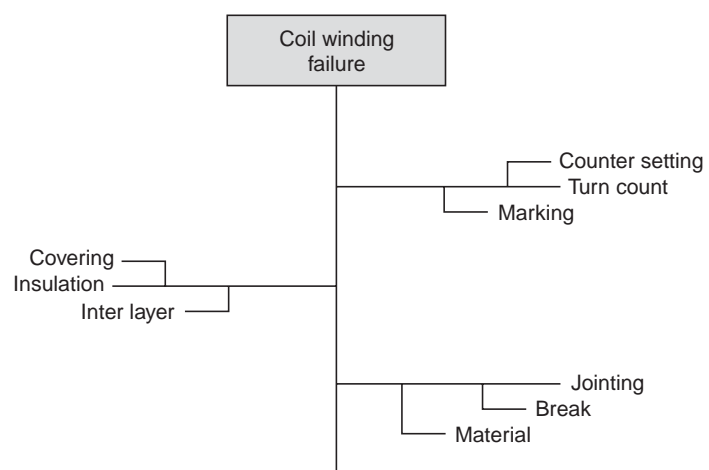 Coil winding
failure
Counter setting
Turn count
Marking
Covering
Insulation
Inter layer
Jointing
Break
Material